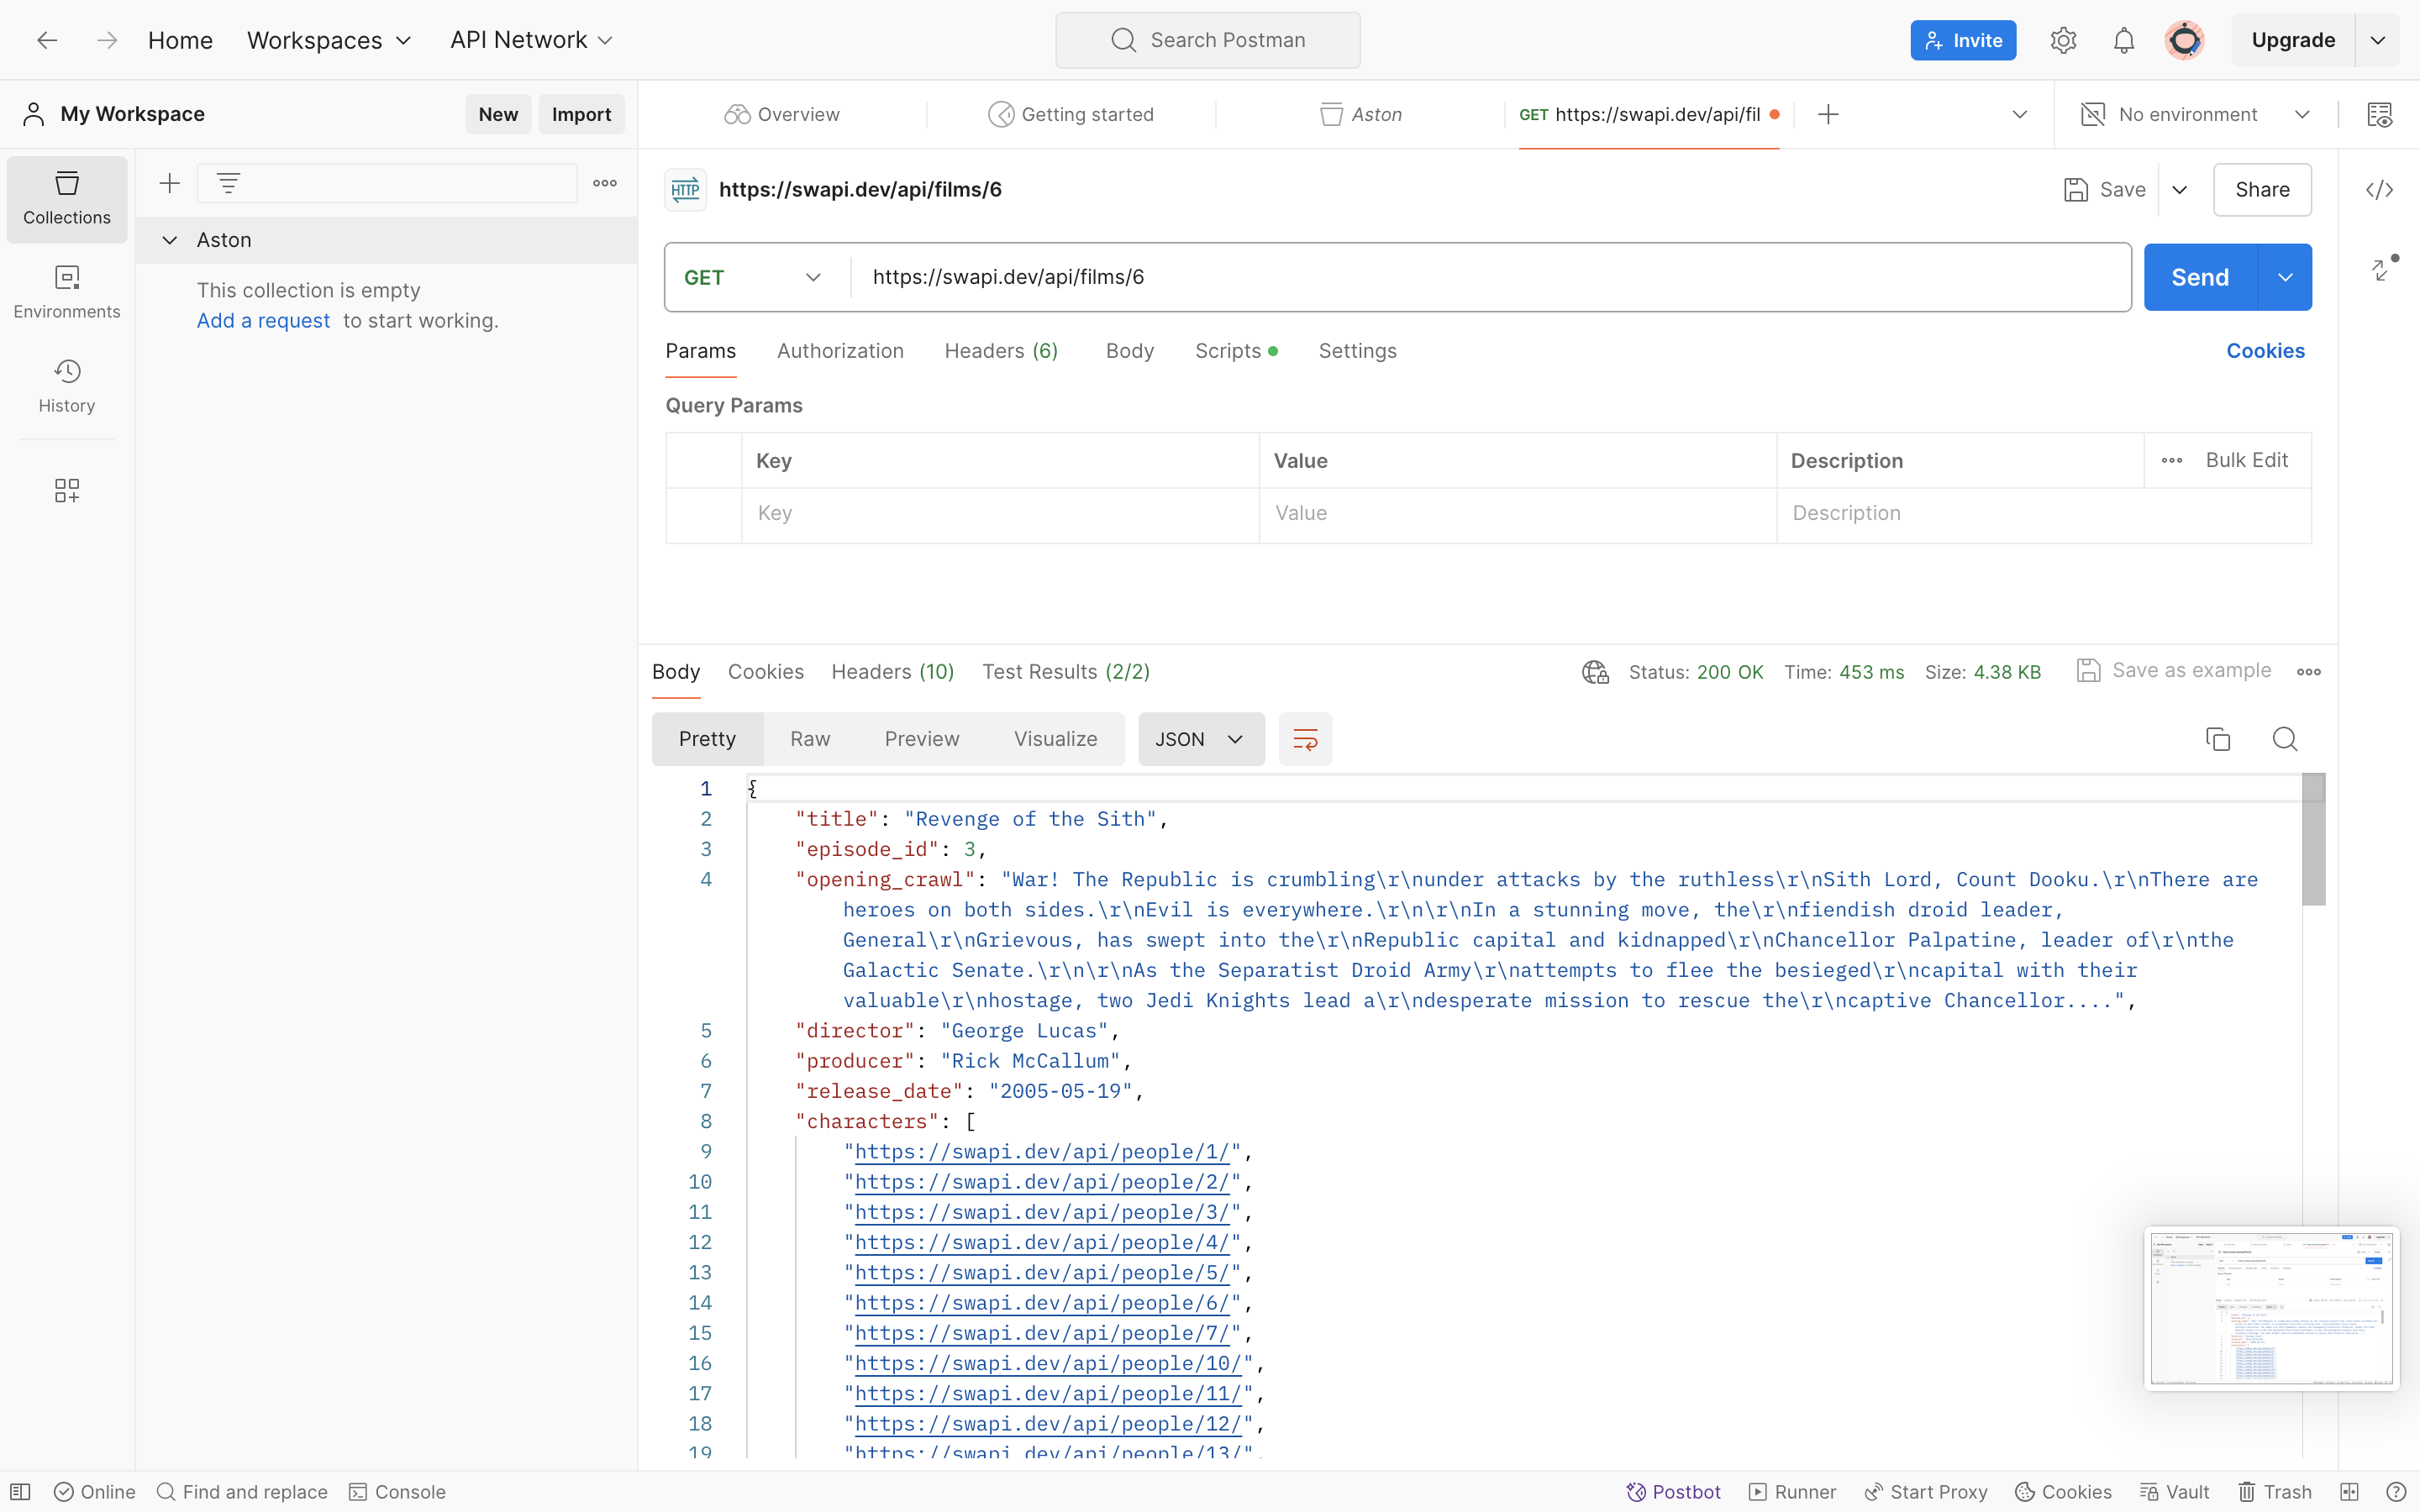 Home Workspaces API Network Search Postman Invite Upgrade
My Workspace New Import Overview Getting started Aston GET https://swapi.dev/api/fil No environment
Collections
Environments
History
Aston
This collection is empty
Add a request to start working.
HTTP https://swapi.dev/api/films/6 Save Share
GET https://swapi.dev/api/films/6 Send
Params Authorization Headers (6) Body Scripts Settings Cookies
Query Params
Key Value Description Bulk Edit
Key Value Description
Body Cookies Headers (10) Test Results (2/2) Status: 200 OK Time: 453 ms Size: 4.38 KB Save as example
Pretty Raw Preview Visualize JSON
1 {
2 "title": "Revenge of the Sith",
3 "episode_id": 3,
4 "opening_crawl": "War! The Republic is crumbling\r\nunder attacks by the ruthless\r\nSith Lord, Count Dooku.\r\nThere are
heroes on both sides.\r\nEvil is everywhere.\r\n\r\nIn a stunning move, the\r\nfiendish droid leader,
General\r\nGrievous, has swept into the\r\nRepublic capital and kidnapped\r\nChancellor Palpatine, leader of\r\nthe
Galactic Senate.\r\n\r\nAs the Separatist Droid Army\r\nattempts to flee the besieged\r\ncapital with their
valuable\r\nhostage, two Jedi Knights lead a\r\ndesperate mission to rescue the\r\ncaptive Chancellor....",
5 "director": "George Lucas",
6 "producer": "Rick McCallum",
7 "release_date": "2005-05-19",
8 "characters": [
9 "https://swapi.dev/api/people/1/",
10 "https://swapi.dev/api/people/2/",
11 "https://swapi.dev/api/people/3/",
12 "https://swapi.dev/api/people/4/",
13 "https://swapi.dev/api/people/5/",
14 "https://swapi.dev/api/people/6/",
15 "https://swapi.dev/api/people/7/",
16 "https://swapi.dev/api/people/10/",
17 "https://swapi.dev/api/people/11/",
18 "https://swapi.dev/api/people/12/",
19 "https://swapi.dev/api/people/13/",
Online Find and replace Console Postbot Runner Start Proxy Cookies Vault Trash